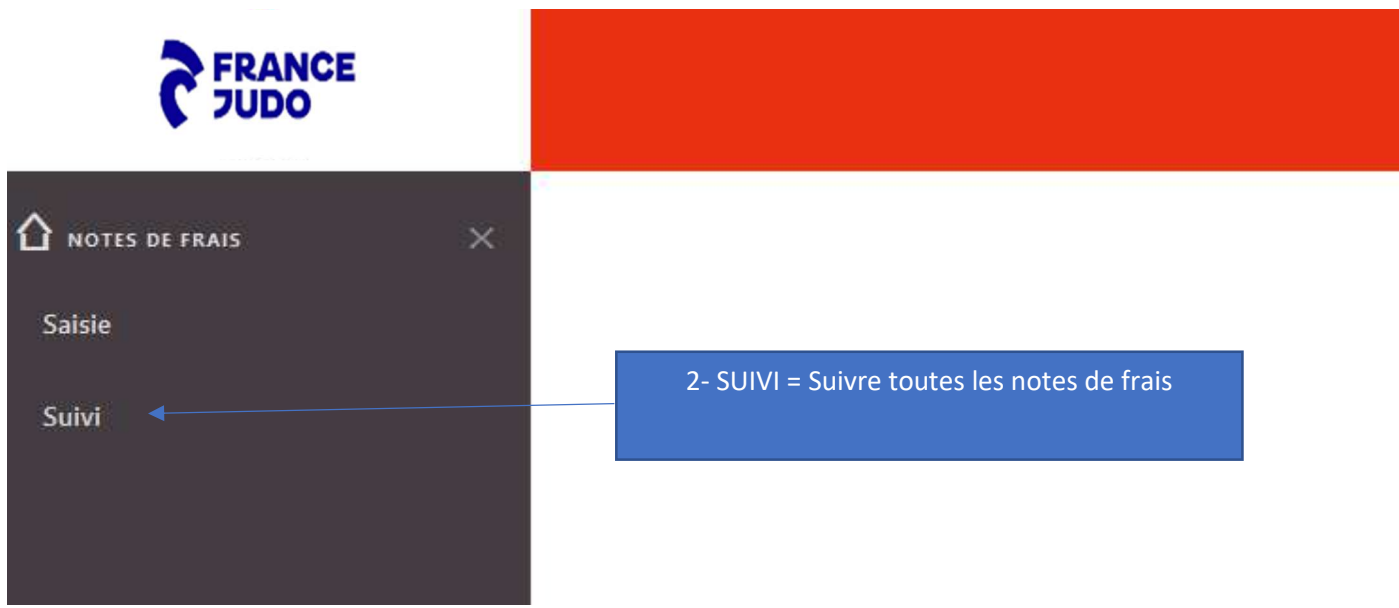 FRANCE
JUDO
NOTES DE FRAIS
Saisie
Suivi
2- SUIVI = Suivre toutes les notes de frais